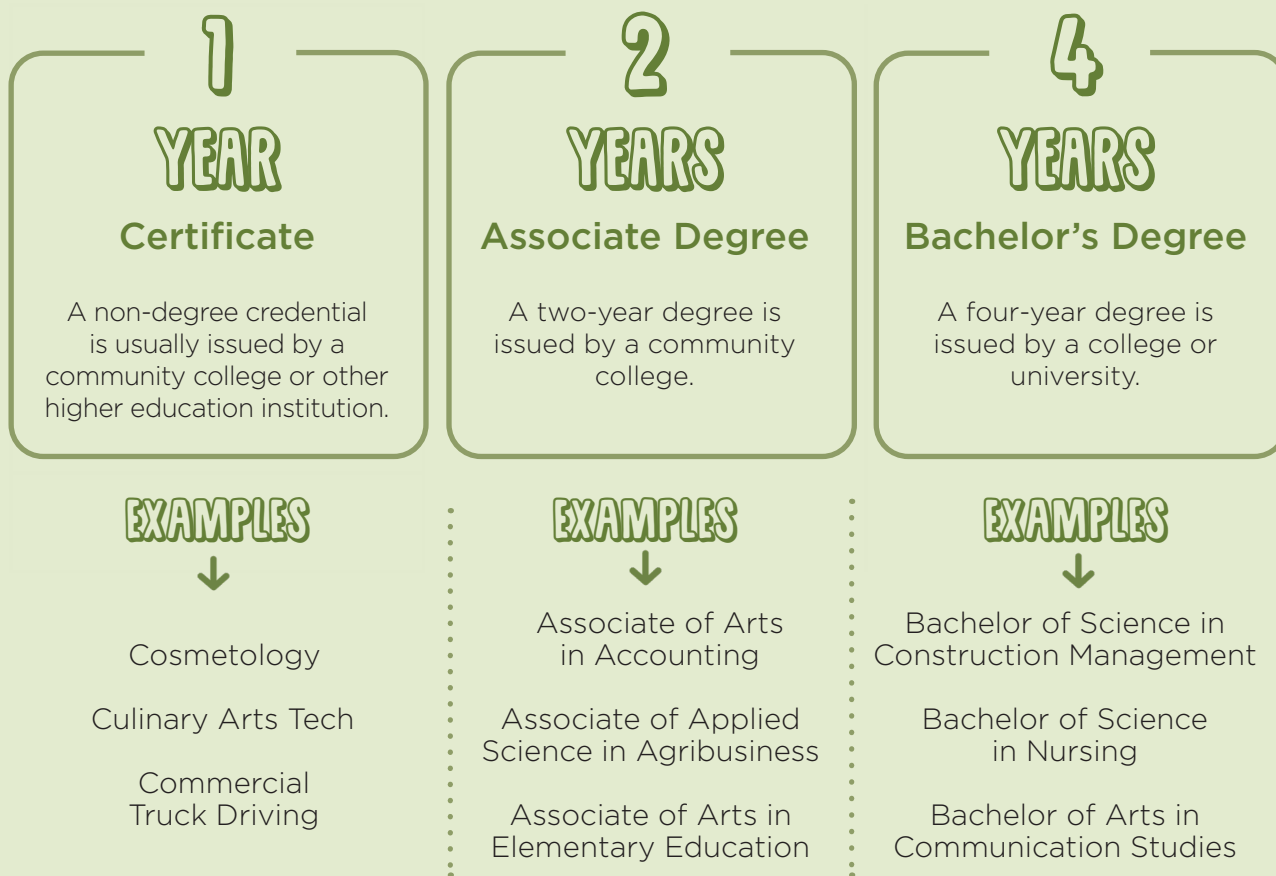 1
YEAR
Certificate
A non-degree credential
is usually issued by a
community college or other
higher education institution.
EXAMPLES
Cosmetology
Culinary Arts Tech
Commercial
Truck Driving
2
YEARS
Associate Degree
A two-year degree is
issued by a community
college.
EXAMPLES
Associate of Arts
in Accounting
Associate of Applied
Science in Agribusiness
Associate of Arts in
Elementary Education
4
YEARS
Bachelor’s Degree
A four-year degree is
issued by a college or
university.
EXAMPLES
Bachelor of Science in
Construction Management
Bachelor of Science
in Nursing
Bachelor of Arts in
Communication Studies